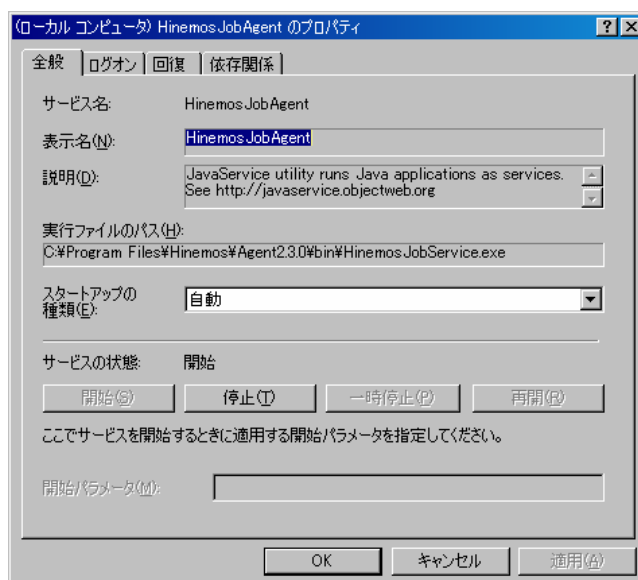 (ローカル コンピュータ) HinemosJobAgent のプロパティ
全般 ログオン 回復 依存関係
サービス名: HinemosJobAgent
表示名(N): HinemosJobAgent
説明(D): JavaService utility runs Java applications as services.
See http://javaservice.objectweb.org
実行ファイルのパス(H):
C:¥Program Files¥Hinemos¥Agent2.3.0¥bin¥HinemosJobService.exe
スタートアップの
種類(E): 自動
サービスの状態: 開始
開始(S) 停止(T) 一時停止(P) 再開(R)
ここでサービスを開始するときに適用する開始パラメータを指定してください。
開始パラメータ(M):
OK キャンセル 適用(A)